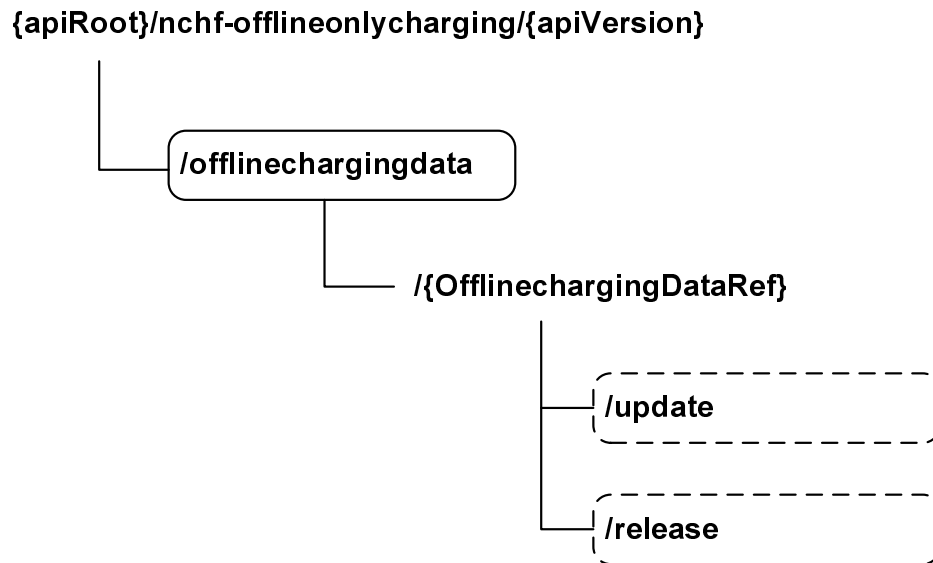 {apiRoot}/nchf-offlineonlycharging/{apiVersion}
/offlinechargingdata
/{OfflinechargingDataRef}
/update
/release